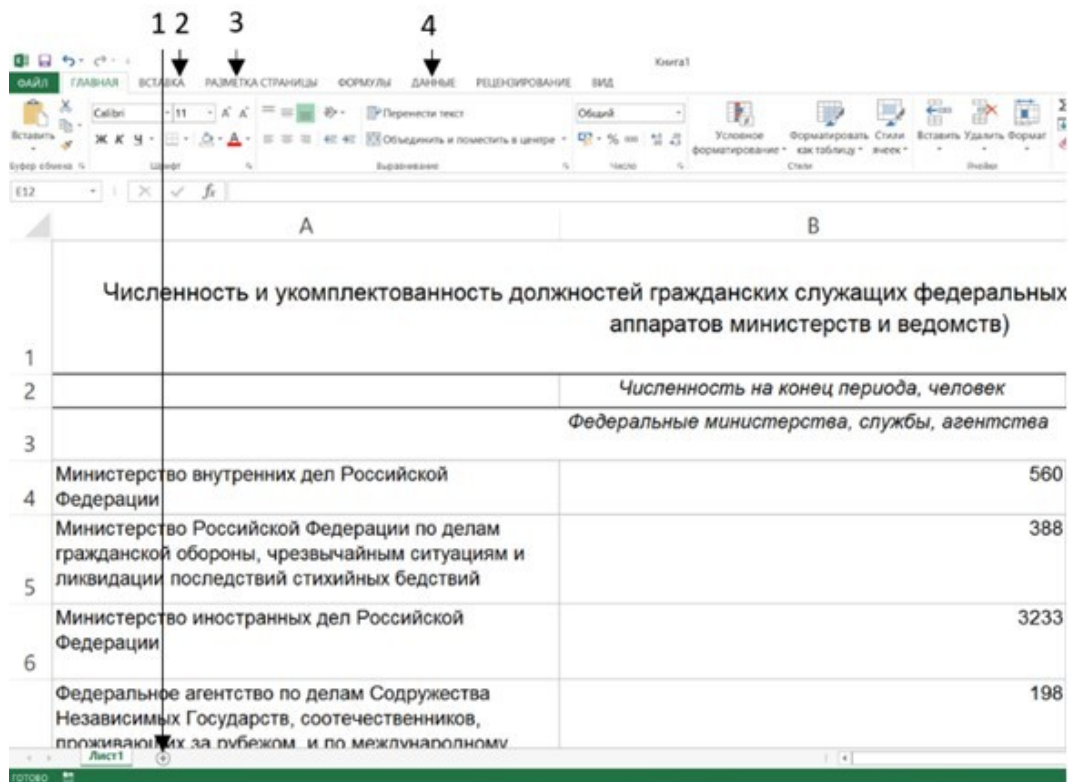 1 2 3 4
Книга1
ФАЙЛ ГЛАВНАЯ ВСТАВКА РАЗМЕТКА СТРАНИЦЫ ФОРМУЛЫ ДАННЫЕ РЕЦЕНЗИРОВАНИЕ ВИД
Вставить
Calibri 11
Ж К Ч
Перенести текст
Объединить и поместить в центре
Общий
%
Условное форматирование
Форматировать как таблицу
Стили ячеек
Вставить Удалить Формат
Буфер обмена Шрифт Выравнивание Число Стили Ячейки
E12 fx
A B
Численность и укомплектованность должностей гражданских служащих федеральных
аппаратов министерств и ведомств)
1
2 Численность на конец периода, человек
Федеральные министерства, службы, агентства
3
Министерство внутренних дел Российской 560
4 Федерации
Министерство Российской Федерации по делам 388
гражданской обороны, чрезвычайным ситуациям и
5 ликвидации последствий стихийных бедствий
Министерство иностранных дел Российской 3233
Федерации
6
Федеральное агентство по делам Содружества 198
Независимых Государств, соотечественников,
проживающих за рубежом, и по международному
Лист1
ГОТОВО